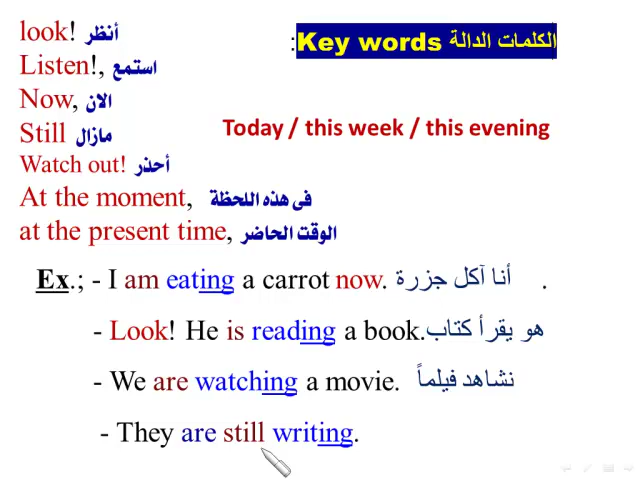 look! أنظر
الكلمات الدالة Key words:
Listen!, استمع
Now, الان
Still مازال
Today / this week / this evening
Watch out! أحذر
At the moment, فى هذه اللحظة
at the present time, الوقت الحاضر
Ex.; - I am eating a carrot now. أنا آكل جزرة .
- Look! He is reading a book. هو يقرأ كتاب
- We are watching a movie. نشاهد فيلماً
- They are still writing.